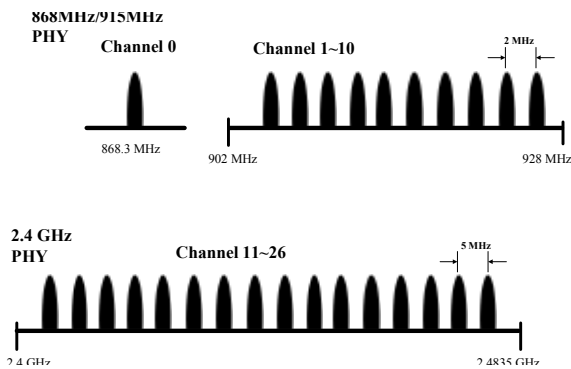 868MHz/915MHz
PHY
Channel 0
Channel 1~10
2 MHz
868.3 MHz
902 MHz
928 MHz
2.4 GHz
PHY
Channel 11~26
5 MHz
2.4 GHz
2.4835 GHz